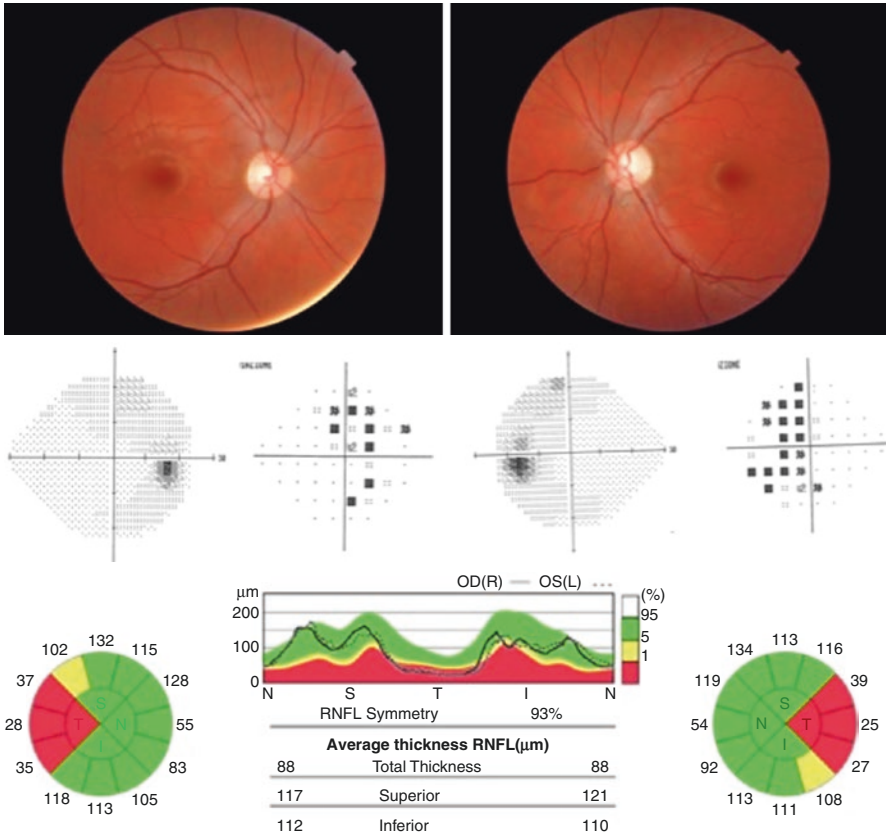 30
30
OD(R) OS(L)
µm
200
100
0
(%)
95
5
1
N S T I N
RNFL Symmetry 93%
Average thickness RNFL(µm)
88 Total Thickness 88
117 Superior 121
112 Inferior 110
132
102 115
37 128
28 55
35 83
118 105
113
S
T N
I
113
134 116
119 39
54 25
92 27
113 108
111
S
N T
I